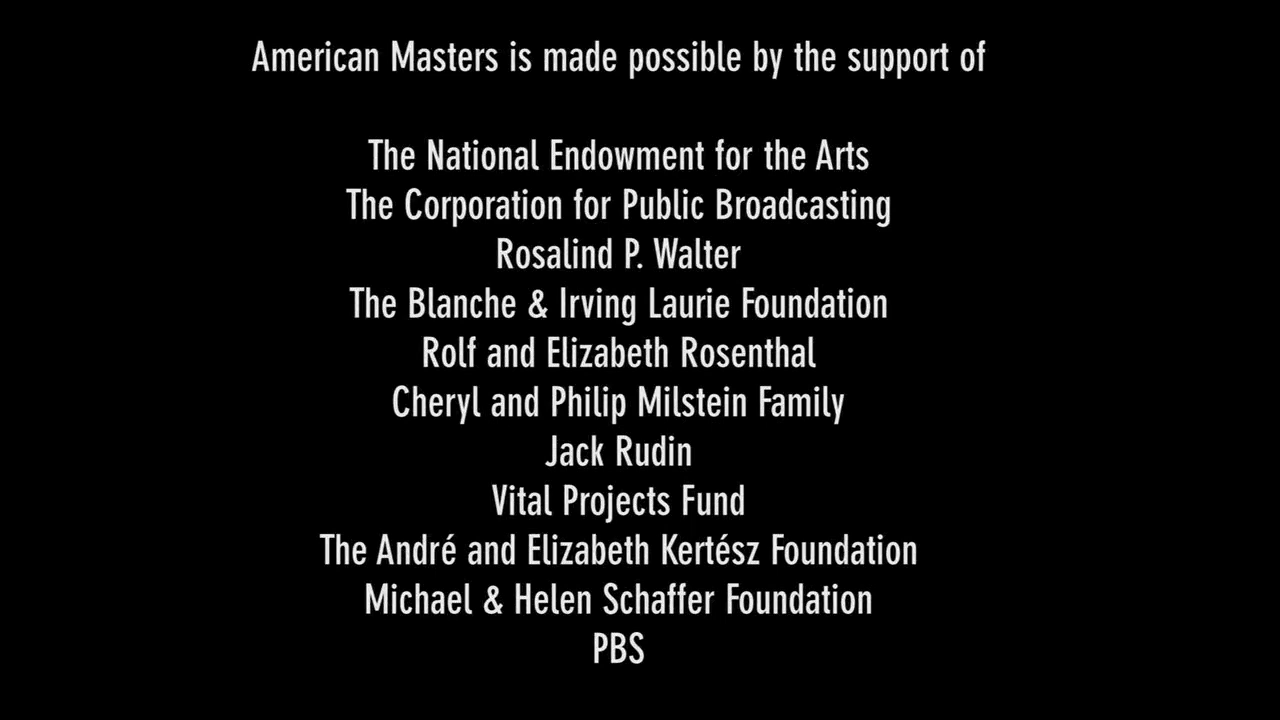 American Masters is made possible by the support of
The National Endowment for the Arts
The Corporation for Public Broadcasting
Rosalind P. Walter
The Blanche & Irving Laurie Foundation
Rolf and Elizabeth Rosenthal
Cheryl and Philip Milstein Family
Jack Rudin
Vital Projects Fund
The André and Elizabeth Kertész Foundation
Michael & Helen Schaffer Foundation
PBS